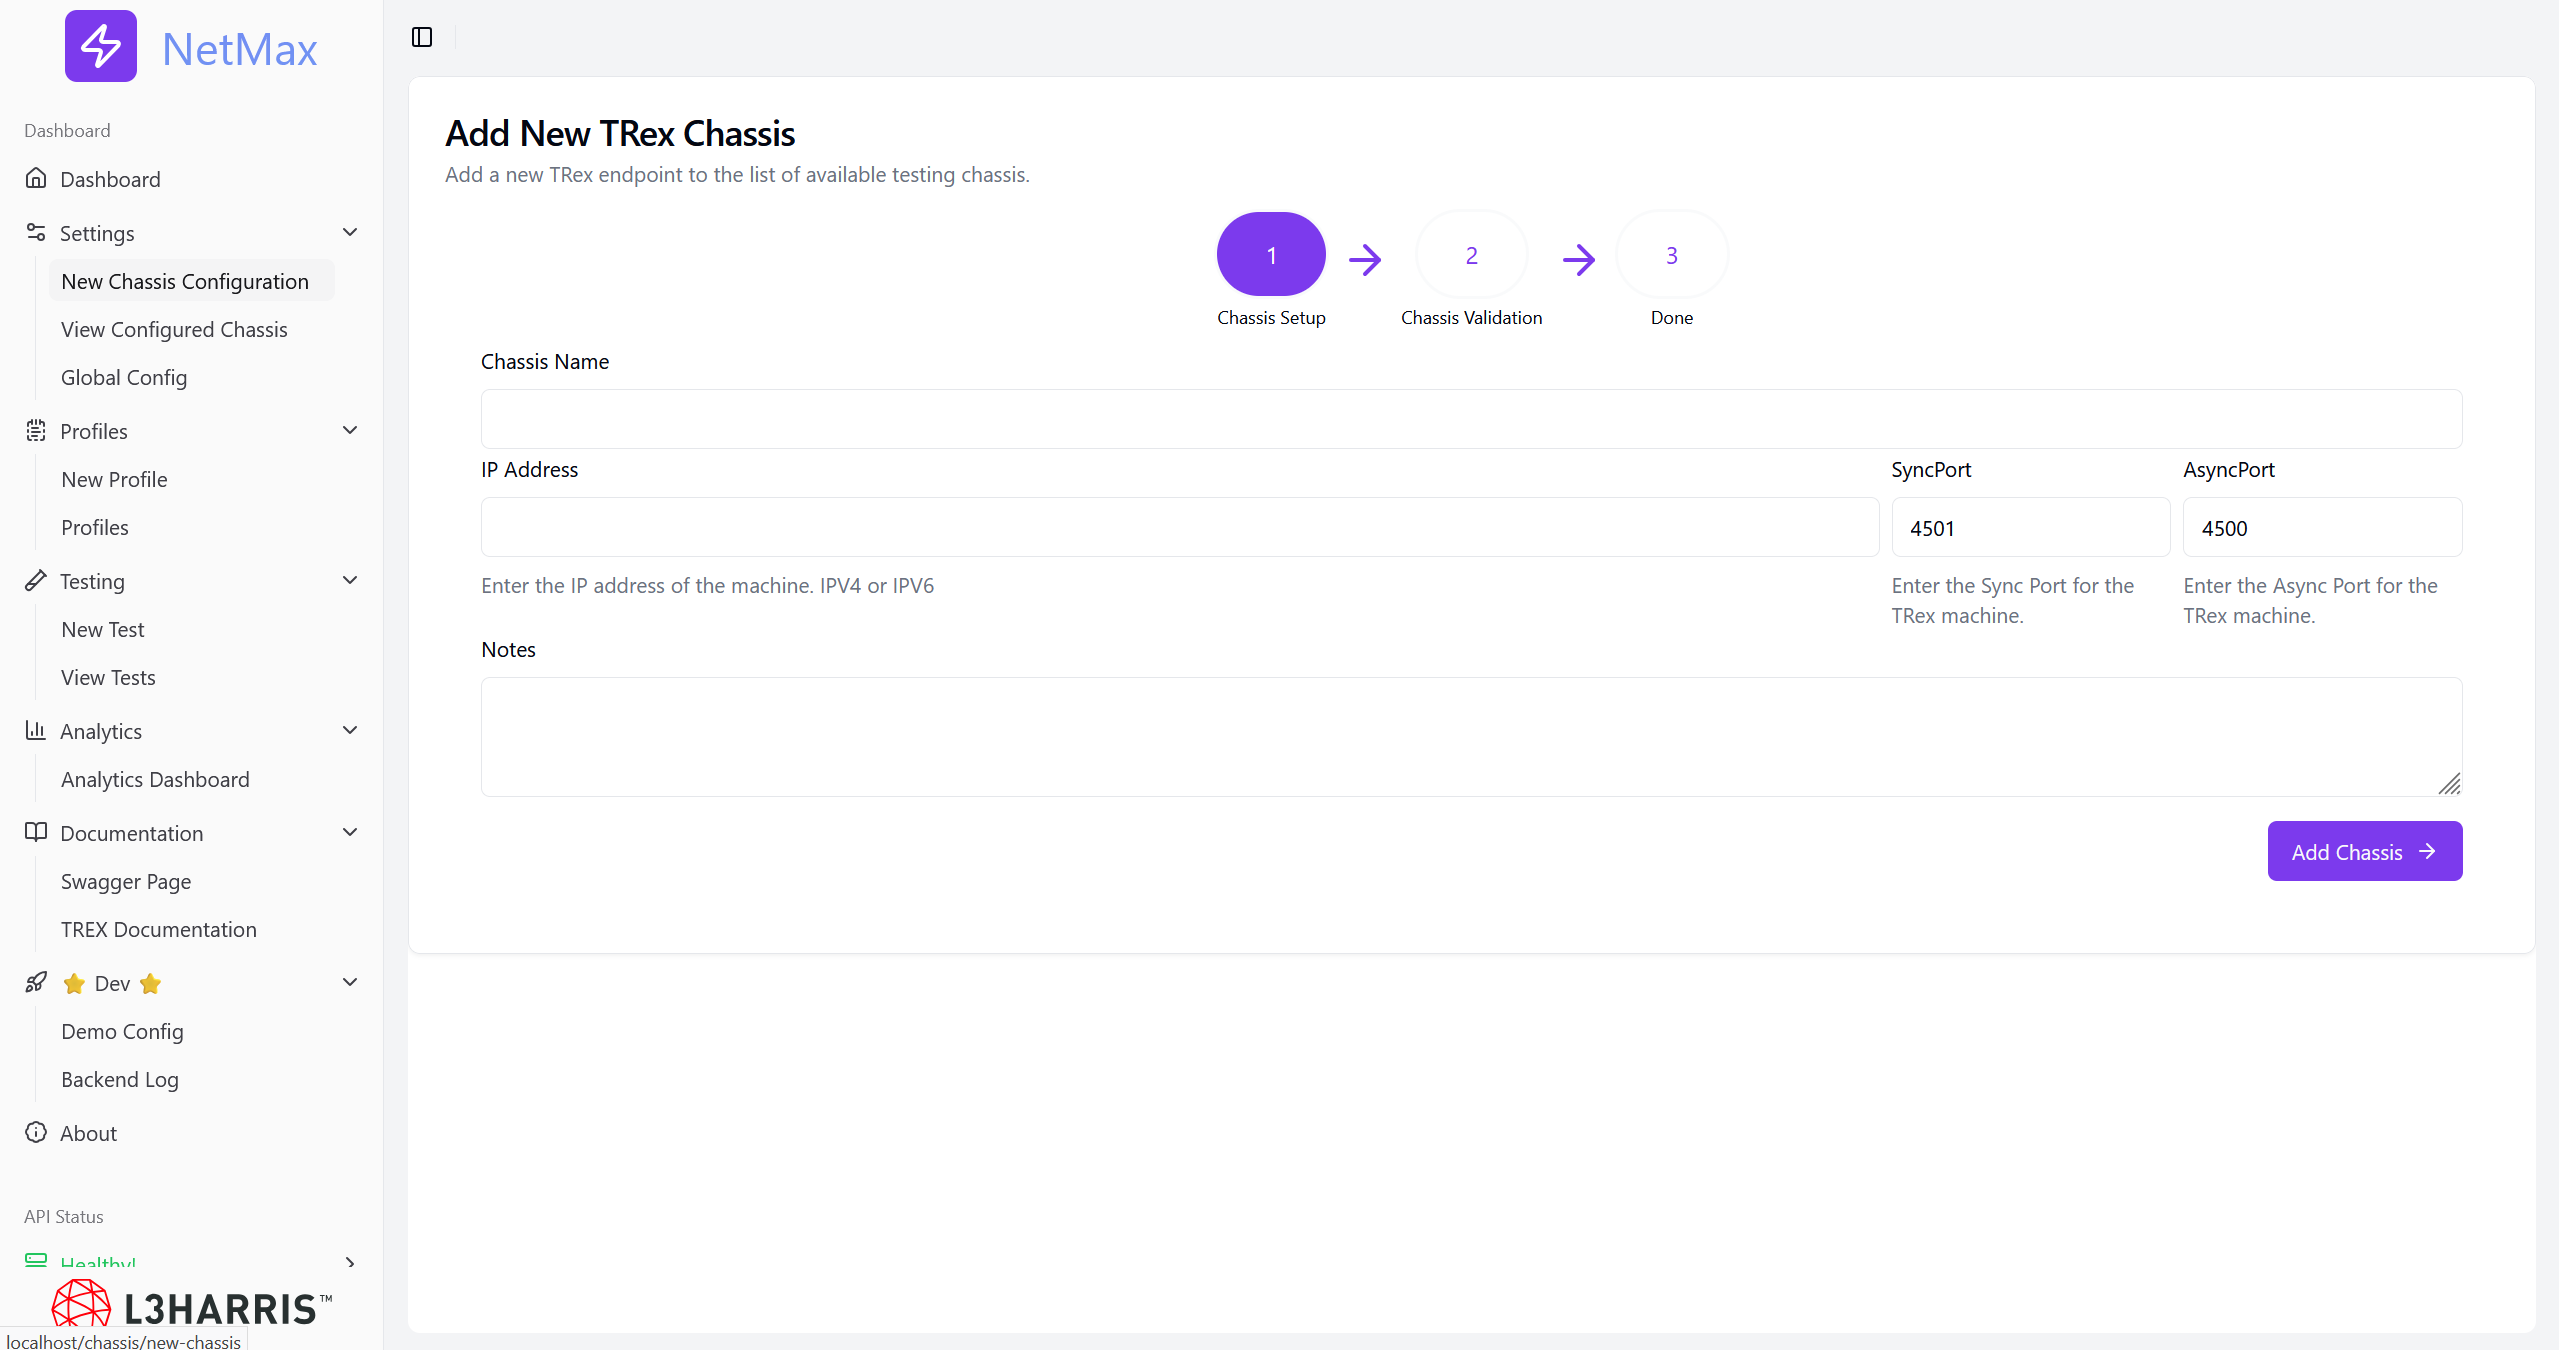 NetMax
Dashboard
Dashboard
Settings
New Chassis Configuration
View Configured Chassis
Global Config
Profiles
New Profile
Profiles
Testing
New Test
View Tests
Analytics
Analytics Dashboard
Documentation
Swagger Page
TREX Documentation
⭐ Dev ⭐
Demo Config
Backend Log
About
API Status
Healthy!
L3HARRIS™
localhost/chassis/new-chassis
Add New TRex Chassis
Add a new TRex endpoint to the list of available testing chassis.
1
2
3
Chassis Setup
Chassis Validation
Done
Chassis Name
IP Address
SyncPort
AsyncPort
4501
4500
Enter the IP address of the machine. IPV4 or IPV6
Enter the Sync Port for the
TRex machine.
Enter the Async Port for the
TRex machine.
Notes
Add Chassis